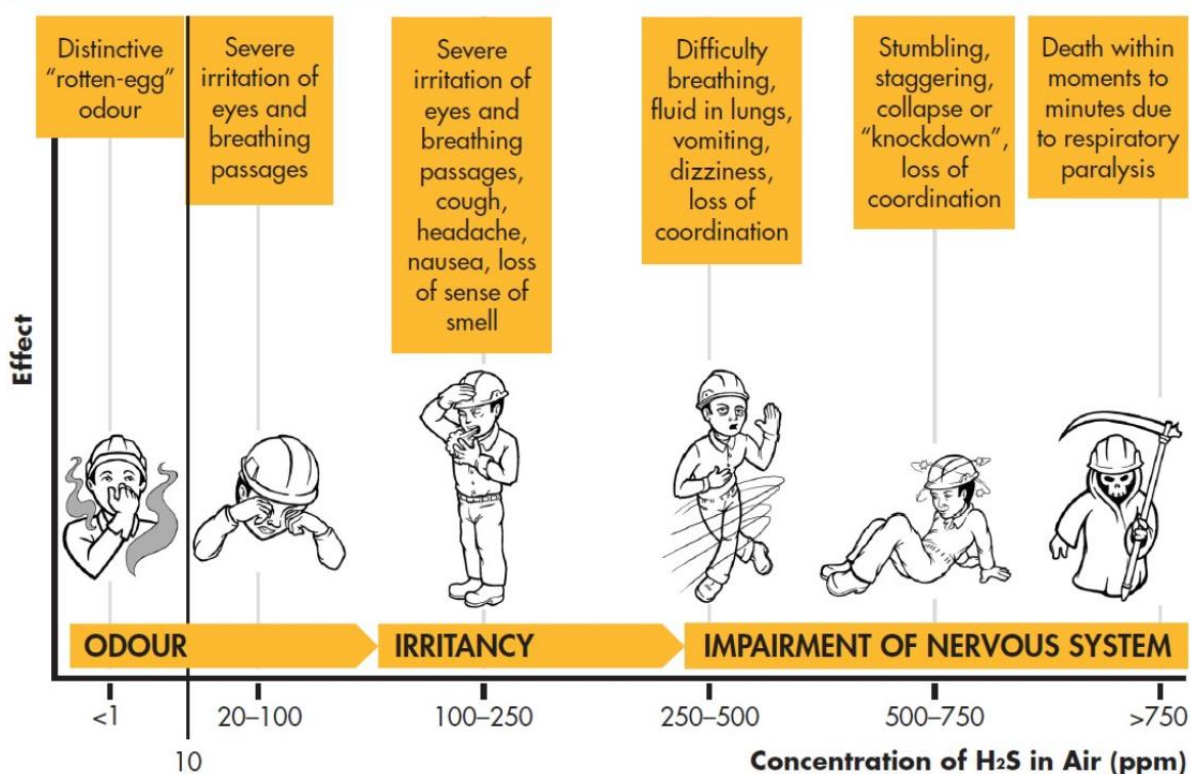 Distinctive
“rotten-egg”
odour
Severe
irritation of
eyes and
breathing
passages
Severe
irritation of
eyes and
breathing
passages,
cough,
headache,
nausea, loss
of sense of
smell
Difficulty
breathing,
fluid in lungs,
vomiting,
dizziness,
loss of
coordination
Stumbling,
staggering,
collapse or
“knockdown”,
loss of
coordination
Death within
moments to
minutes due
to respiratory
paralysis
Effect
ODOUR
IRRITANCY
IMPAIRMENT OF NERVOUS SYSTEM
<1
20–100
100–250
250–500
500–750
>750
10
Concentration of H2S in Air (ppm)